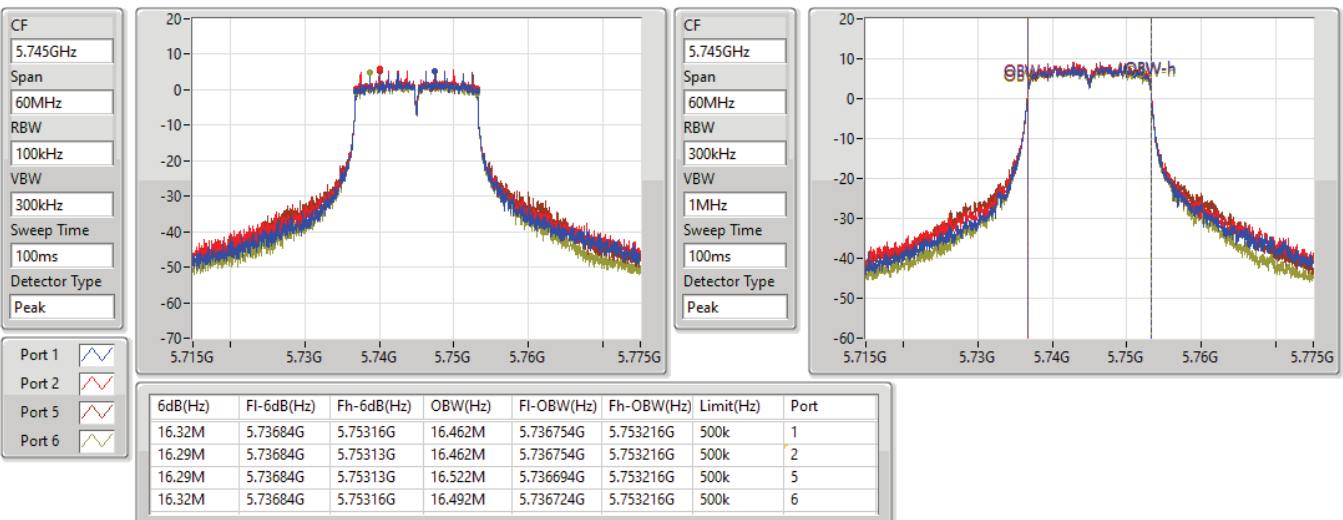 CF
5.745GHz
Span
60MHz
RBW
100kHz
VBW
300kHz
Sweep Time
100ms
Detector Type
Peak
20
10
0
-10
-20
-30
-40
-50
-60
-70
5.715G 5.73G 5.74G 5.75G 5.76G 5.775G
CF
5.745GHz
Span
60MHz
RBW
300kHz
VBW
1MHz
Sweep Time
100ms
Detector Type
Peak
20
10
0
-10
-20
-30
-40
-50
-60
OBW OBW-h
5.715G 5.73G 5.74G 5.75G 5.76G 5.775G
Port 1
Port 2
Port 5
Port 6
6dB(Hz) Fl-6dB(Hz) Fh-6dB(Hz) OBW(Hz) Fl-OBW(Hz) Fh-OBW(Hz) Limit(Hz) Port
16.32M 5.73684G 5.75316G 16.462M 5.736754G 5.753216G 500k 1
16.29M 5.73684G 5.75313G 16.462M 5.736754G 5.753216G 500k 2
16.29M 5.73684G 5.75313G 16.522M 5.736694G 5.753216G 500k 5
16.32M 5.73684G 5.75316G 16.492M 5.736724G 5.753216G 500k 6